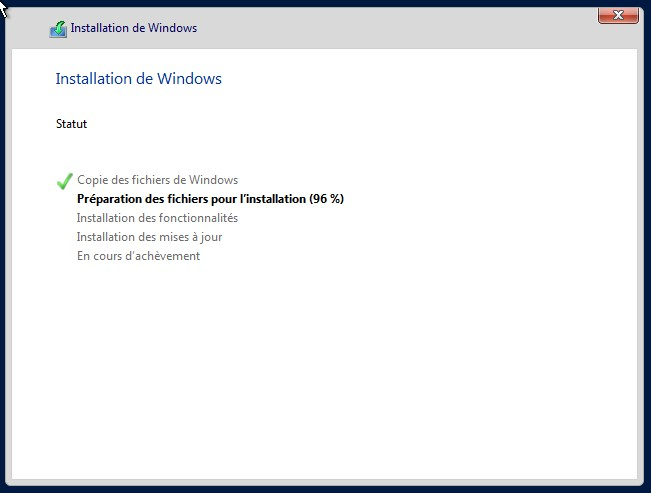 Installation de Windows
Installation de Windows
Statut
Copie des fichiers de Windows
Préparation des fichiers pour l'installation (96 %)
Installation des fonctionnalités
Installation des mises à jour
En cours d'achèvement